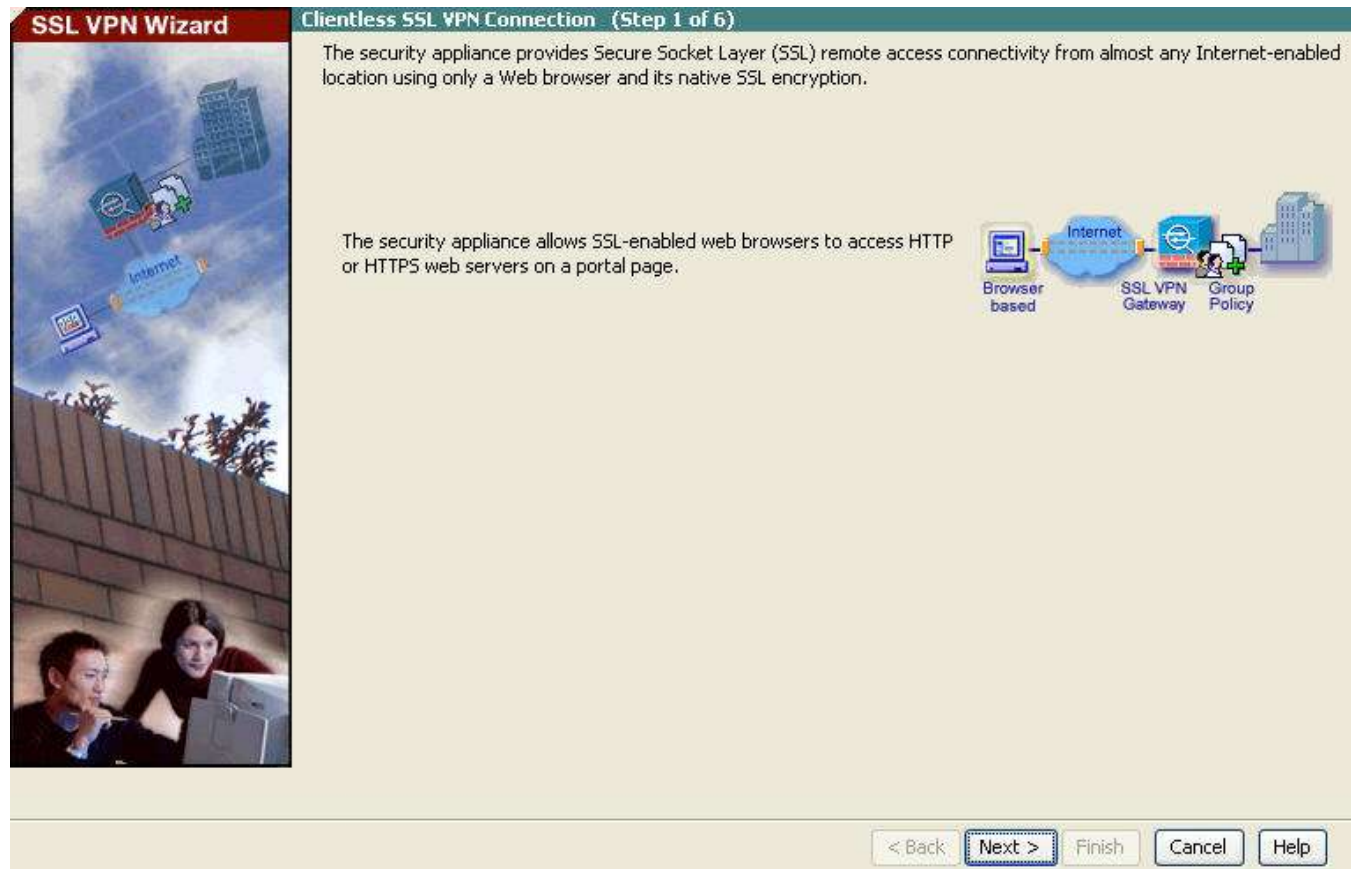 SSL VPN Wizard
Clientless SSL VPN Connection (Step 1 of 6)
The security appliance provides Secure Socket Layer (SSL) remote access connectivity from almost any Internet-enabled
location using only a Web browser and its native SSL encryption.
Internet
The security appliance allows SSL-enabled web browsers to access HTTP
or HTTPS web servers on a portal page.
Internet
Browser
based
SSL VPN
Gateway
Group
Policy
< Back
Next >
Finish
Cancel
Help